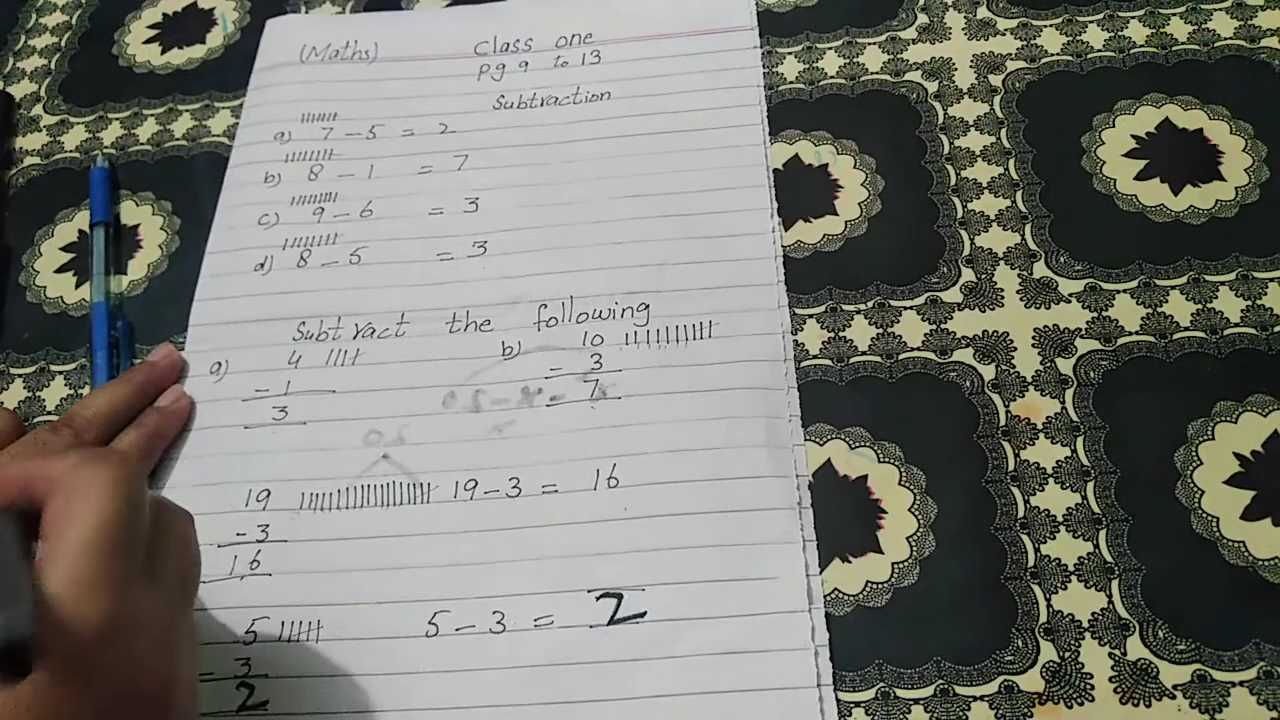 (Maths) Class one
Pg 9 to 13
Subtraction
a) 7 - 5 = 2
b) 8 - 1 = 7
c) 9 - 6 = 3
d) 8 - 5 = 3
Subtract the following
a) 4 b) 10
- 1 - 3
3 7
19 19 - 3 = 16
- 3
16
5 5 - 3 = 2
- 3
2